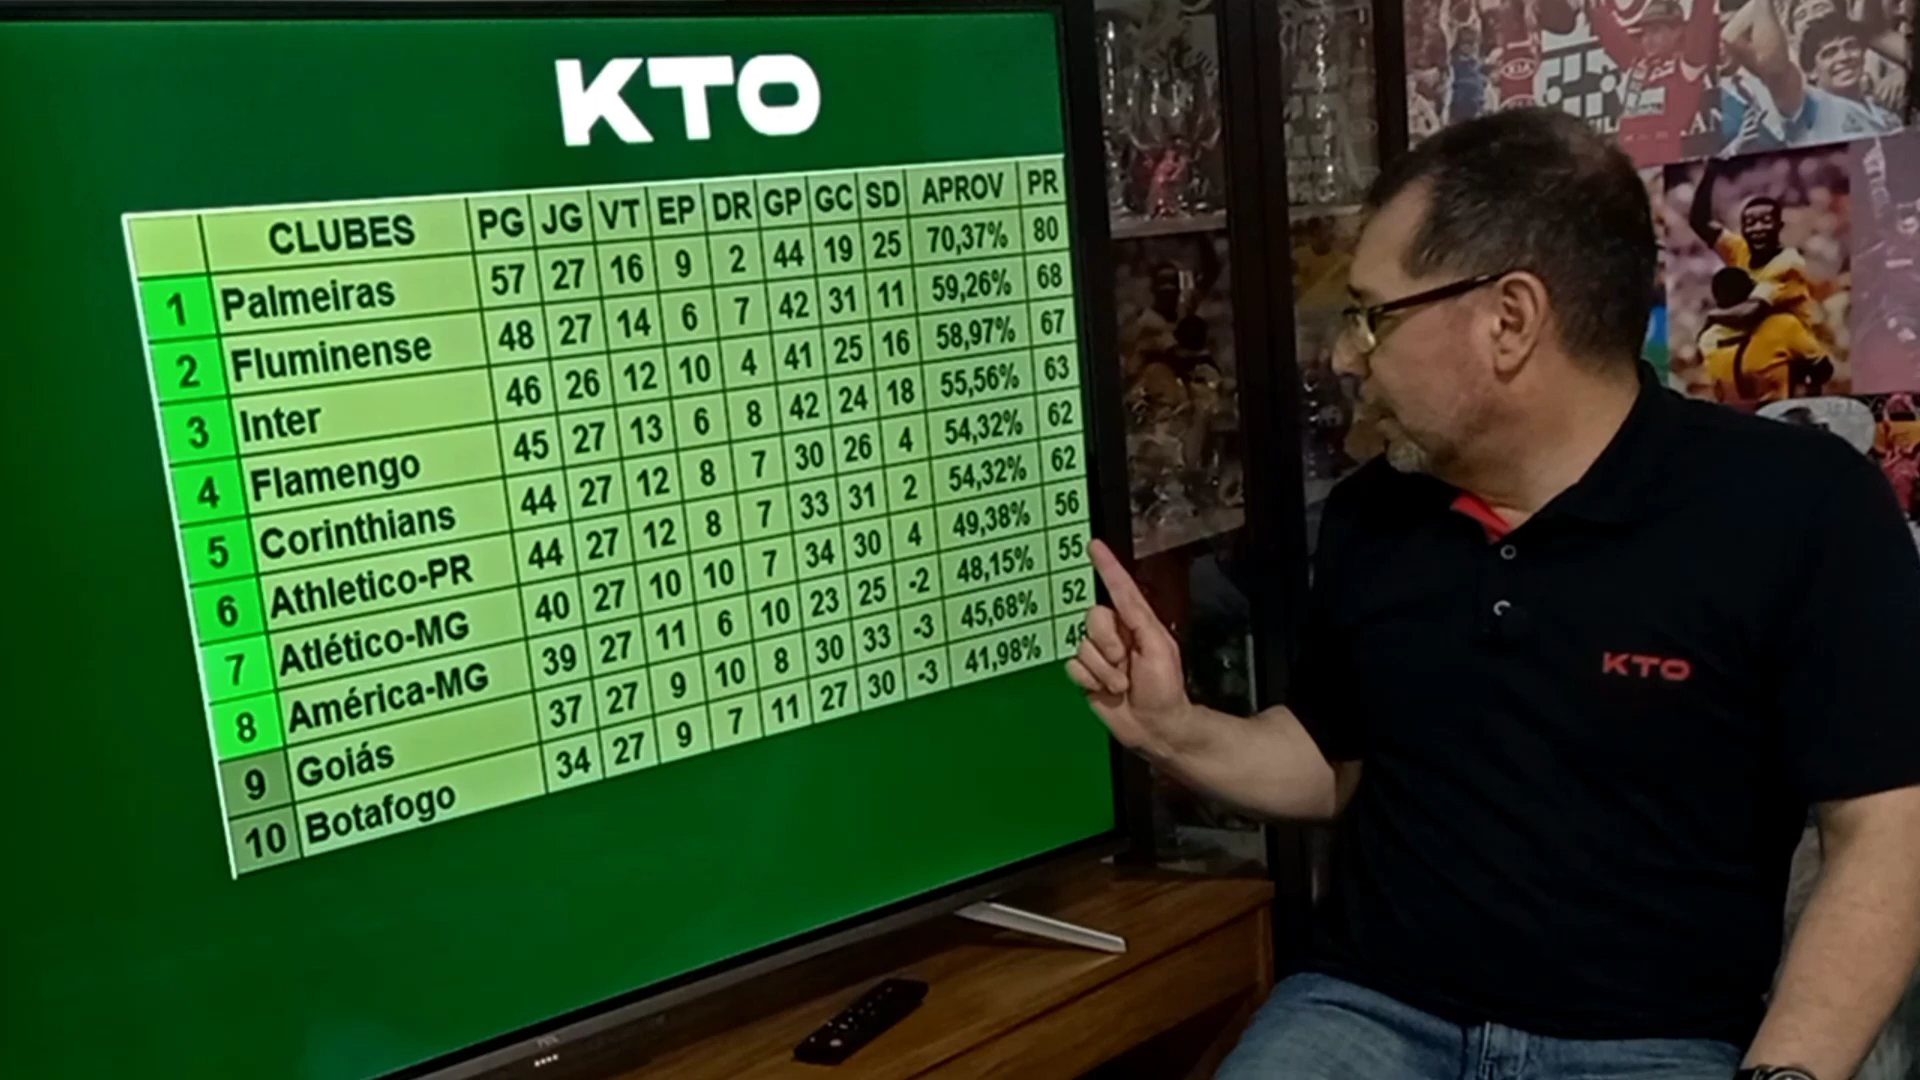 KTO
CLUBES PG JG VT EP DR GP GC SD APROV PR
1 Palmeiras 57 27 16 9 2 44 19 25 70,37% 80
2 Fluminense 48 27 14 6 7 42 31 11 59,26% 68
3 Inter 46 26 12 10 4 41 25 16 58,97% 67
4 Flamengo 45 27 13 6 8 42 24 18 55,56% 63
5 Corinthians 44 27 12 8 7 30 26 4 54,32% 62
6 Athletico-PR 44 27 12 8 7 33 31 2 54,32% 62
7 Atlético-MG 40 27 10 10 7 34 30 4 49,38% 56
8 América-MG 39 27 11 6 10 23 25 -2 48,15% 55
9 Goiás 37 27 9 10 8 30 33 -3 45,68% 52
10 Botafogo 34 27 9 7 11 27 30 -3 41,98% 48
KTO
KIA